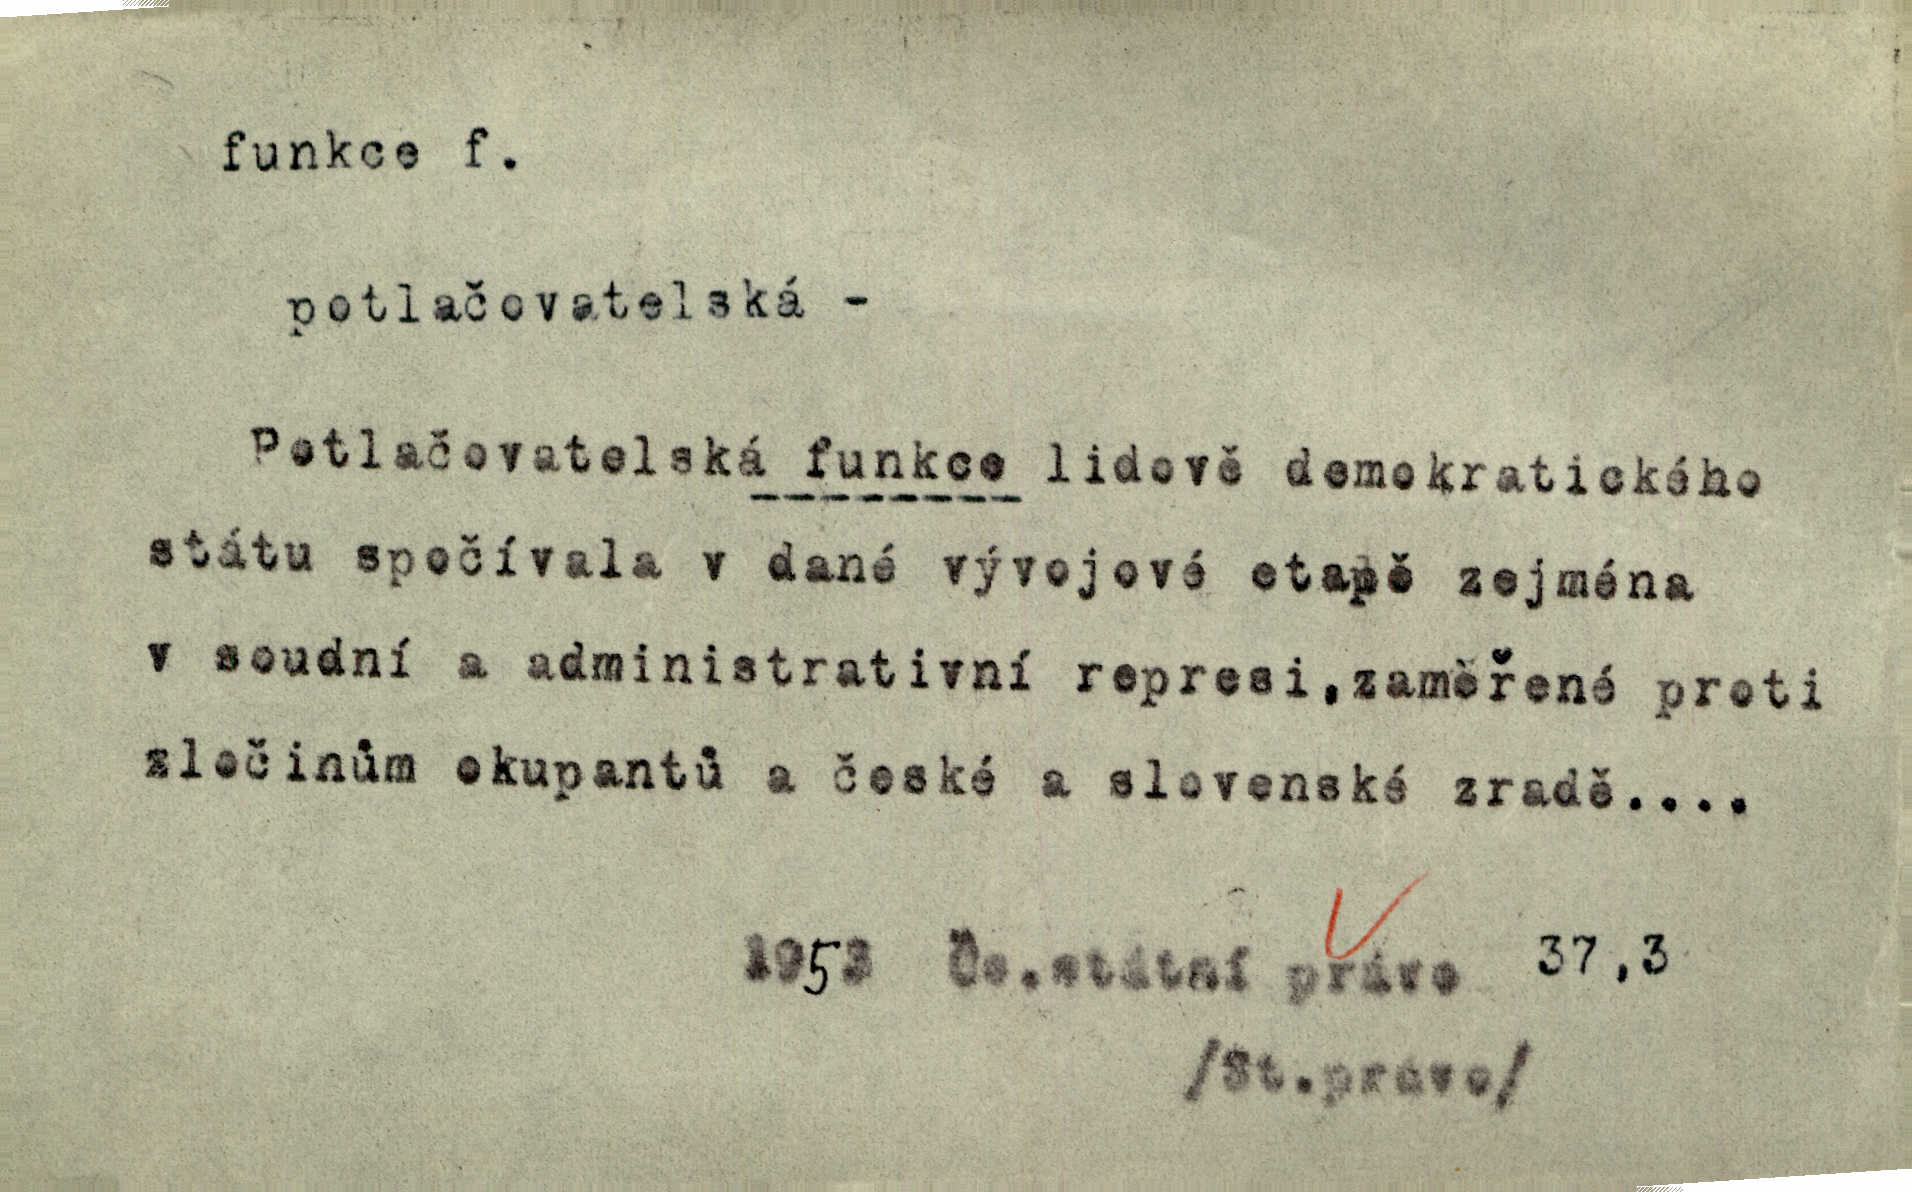 funkce f.
potlačovatelská -
Potlačovatelská funkce lidově demokratického
státu spočívala v dané vývojové etapě zejména
v soudní a administrativní represi,zaměřené proti
zločinům okupantů a české a slovenské zradě....
1953 Čs.státní právo 37,3
/St.právo/